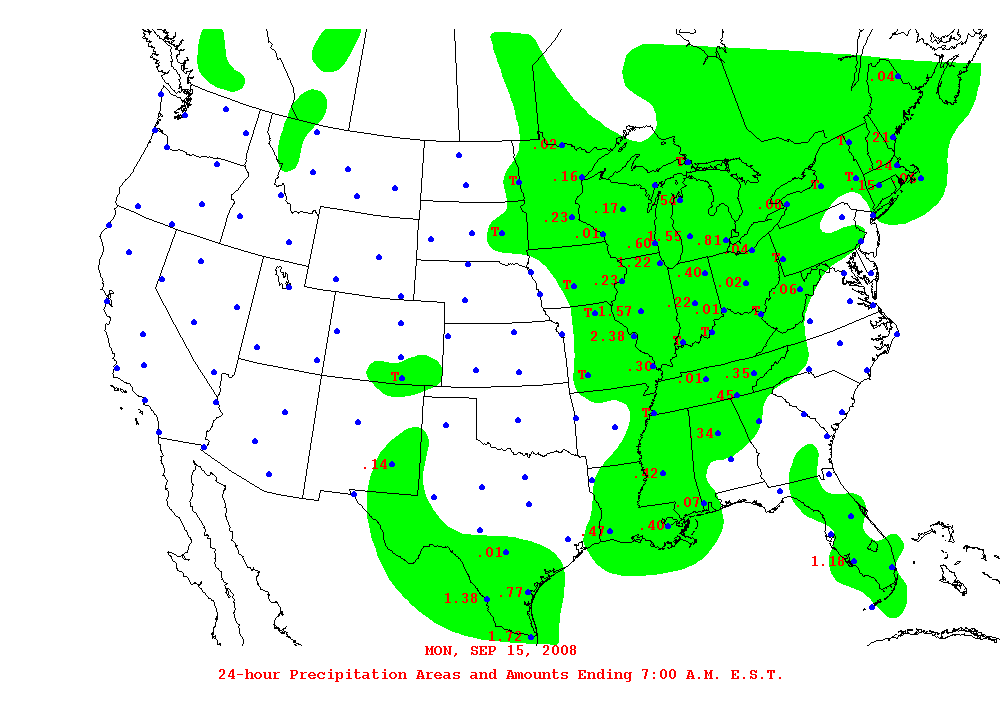 .04
.21
T
.02
.24
T
.16
T
T
T
.15
.54
.17
.00
.23
T
.01
1.55
.81
.60
.04
T
1.22
.40
.22
.02
T
.06
.22
.01
T
1.57
T
T
2.38
T
.30
T
.01
.35
T
.45
T
.34
.14
.42
.07
.40
.47
.01
1.18
.77
1.38
1.72
MON, SEP 15, 2008
24-hour Precipitation Areas and Amounts Ending 7:00 A.M. E.S.T.